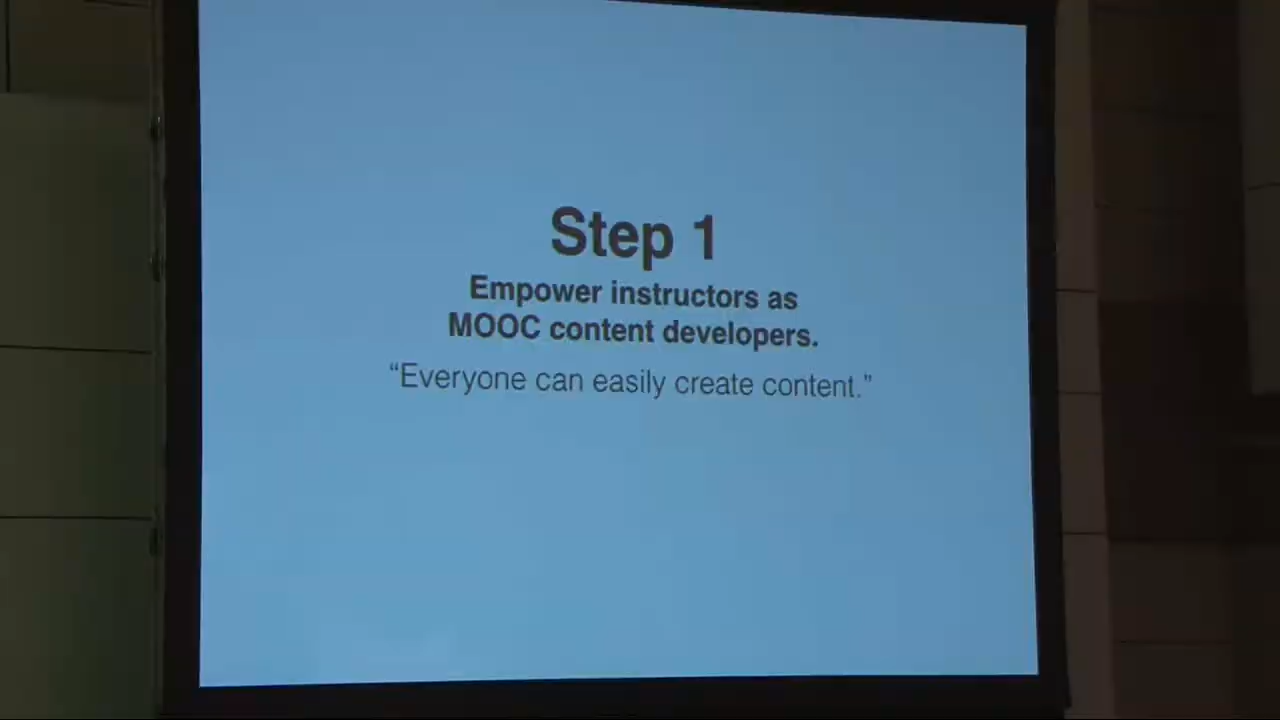 Step 1
Empower instructors as
MOOC content developers.
“Everyone can easily create content.”